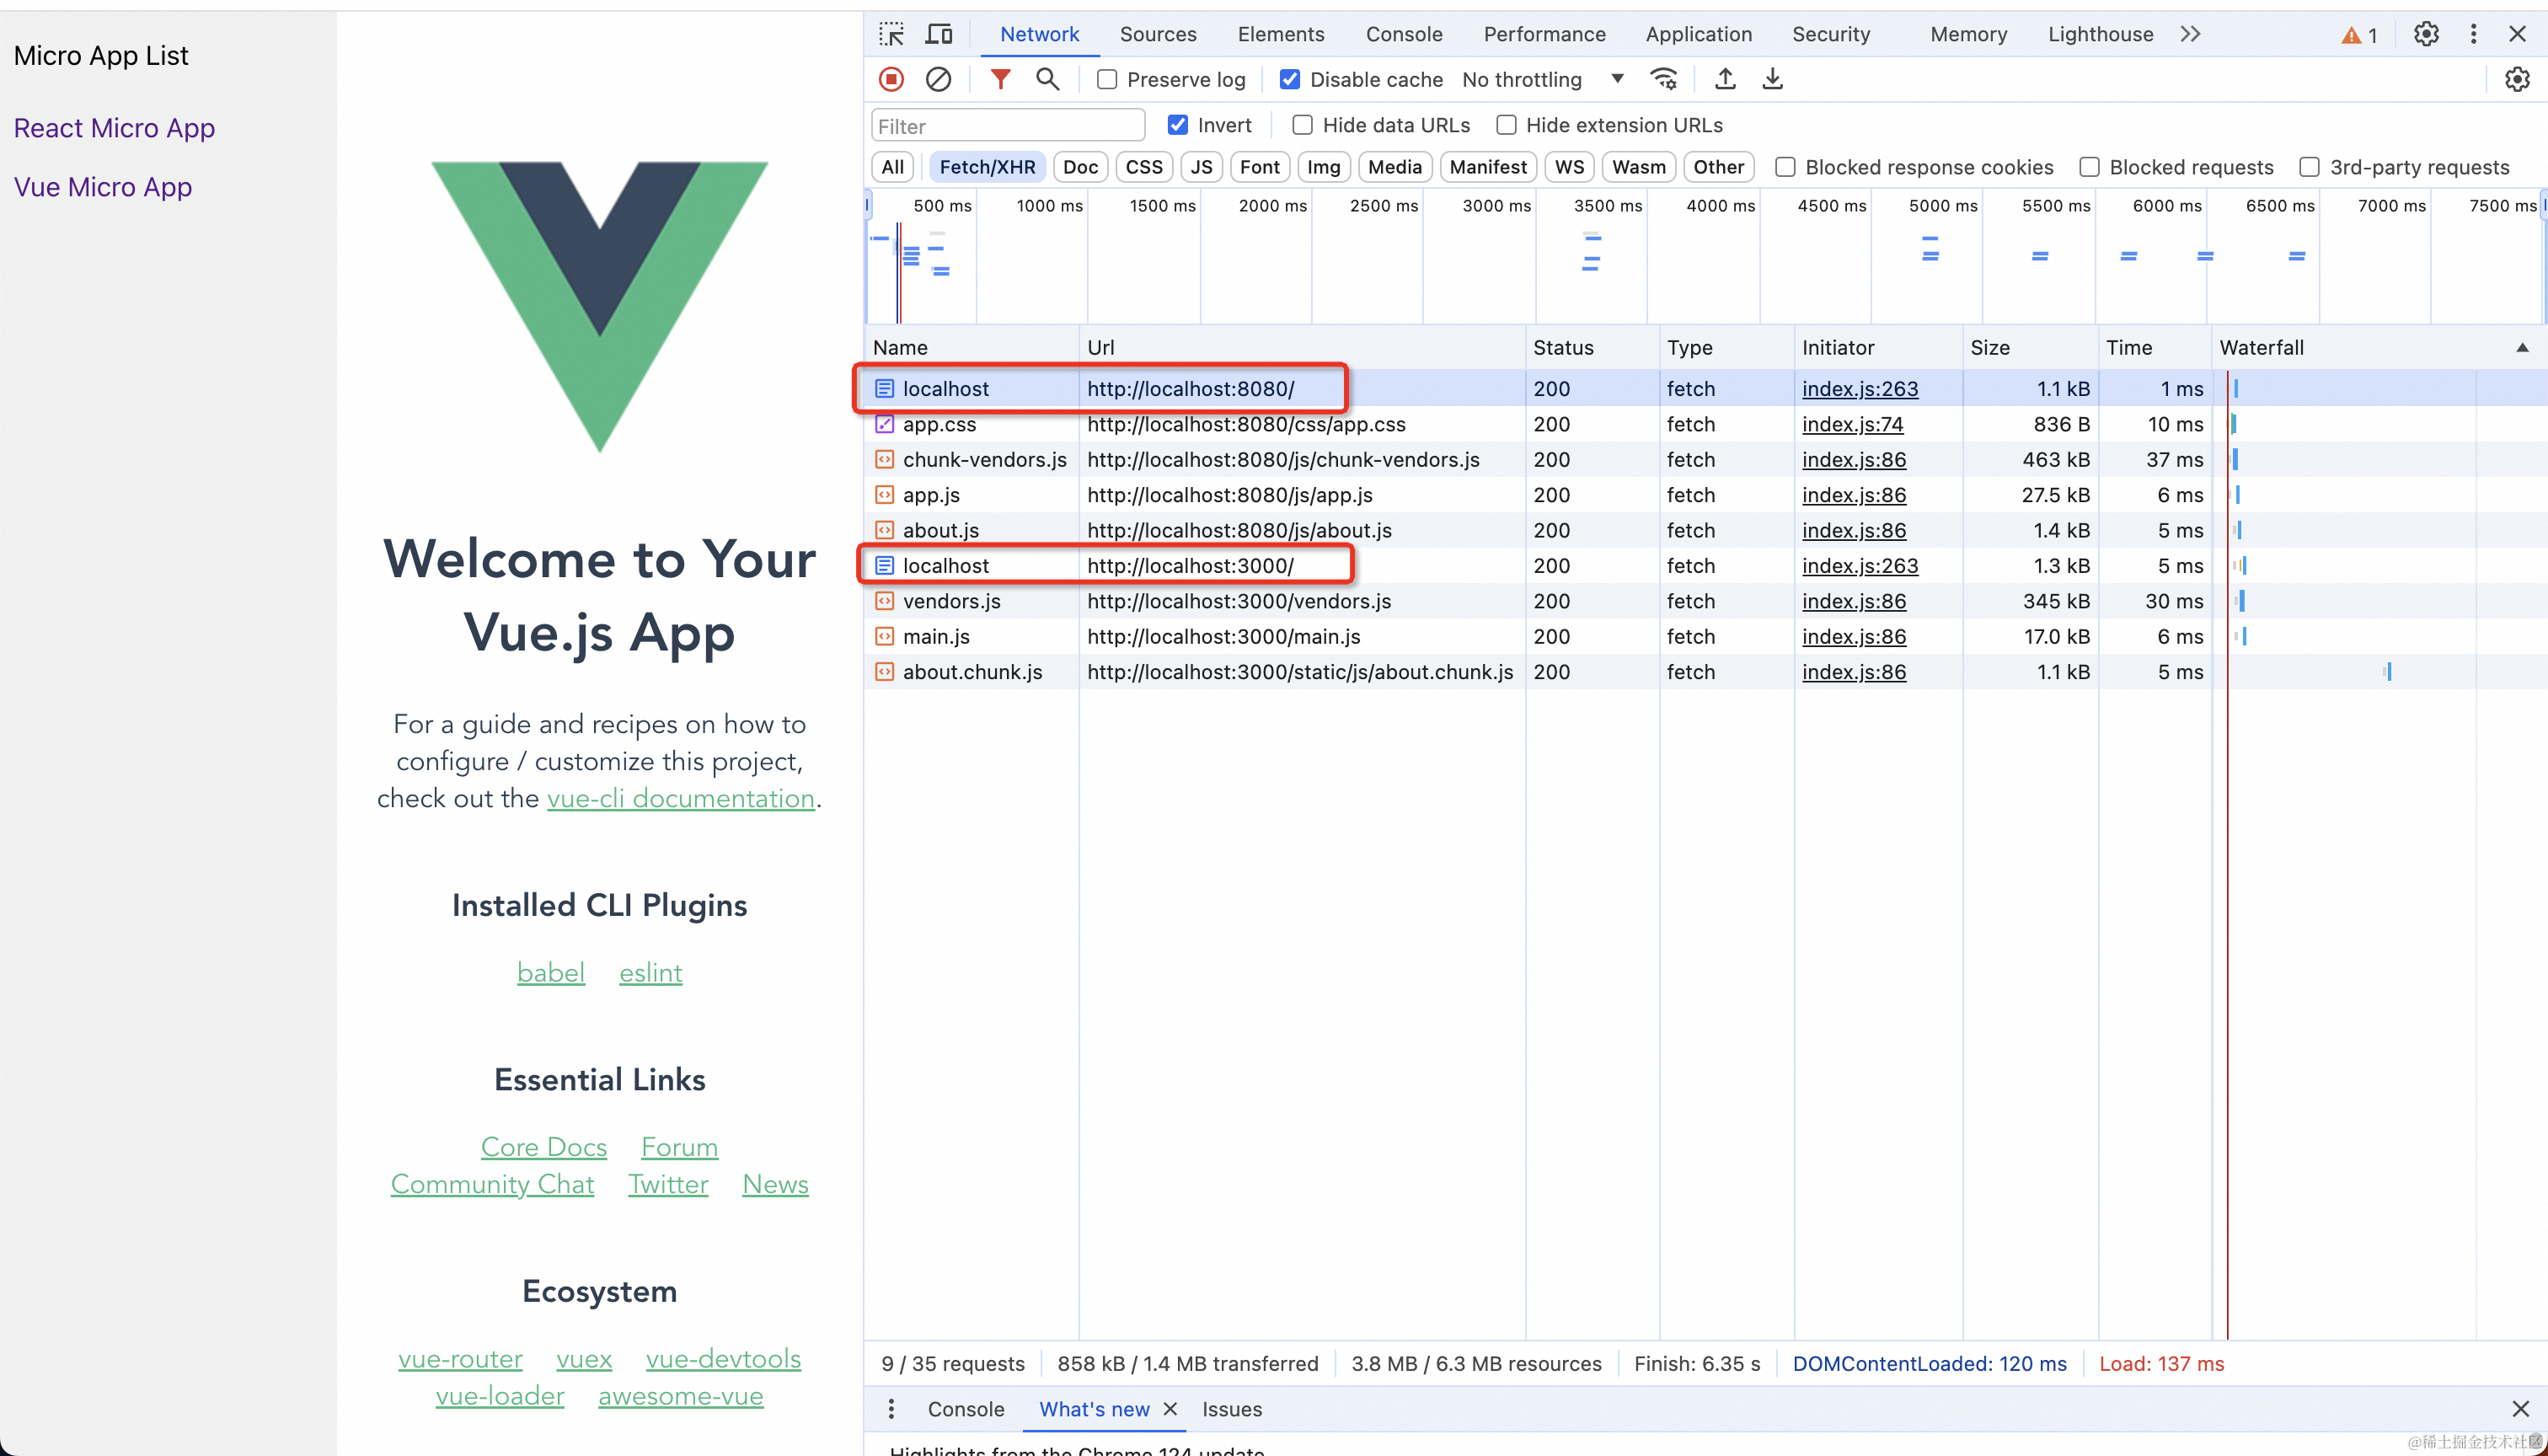 Micro App List
React Micro App
Vue Micro App
Welcome to Your
Vue.js App
For a guide and recipes on how to
configure / customize this project,
check out the vue-cli documentation.
Installed CLI Plugins
babel eslint
Essential Links
Core Docs Forum
Community Chat Twitter News
Ecosystem
vue-router vuex vue-devtools
vue-loader awesome-vue
Network Sources Elements Console Performance Application Security Memory Lighthouse 1
Preserve log Disable cache No throttling
Filter Invert Hide data URLs Hide extension URLs
All Fetch/XHR Doc CSS JS Font Img Media Manifest WS Wasm Other Blocked response cookies Blocked requests 3rd-party requests
500 ms 1000 ms 1500 ms 2000 ms 2500 ms 3000 ms 3500 ms 4000 ms 4500 ms 5000 ms 5500 ms 6000 ms 6500 ms 7000 ms 7500 ms
Name Url Status Type Initiator Size Time Waterfall
localhost http://localhost:8080/ 200 fetch index.js:263 1.1 kB 1 ms
app.css http://localhost:8080/css/app.css 200 fetch index.js:74 836 B 10 ms
chunk-vendors.js http://localhost:8080/js/chunk-vendors.js 200 fetch index.js:86 463 kB 37 ms
app.js http://localhost:8080/js/app.js 200 fetch index.js:86 27.5 kB 6 ms
about.js http://localhost:8080/js/about.js 200 fetch index.js:86 1.4 kB 5 ms
localhost http://localhost:3000/ 200 fetch index.js:263 1.3 kB 5 ms
vendors.js http://localhost:3000/vendors.js 200 fetch index.js:86 345 kB 30 ms
main.js http://localhost:3000/main.js 200 fetch index.js:86 17.0 kB 6 ms
about.chunk.js http://localhost:3000/static/js/about.chunk.js 200 fetch index.js:86 1.1 kB 5 ms
9 / 35 requests 858 kB / 1.4 MB transferred 3.8 MB / 6.3 MB resources Finish: 6.35 s DOMContentLoaded: 120 ms Load: 137 ms
Console What's new Issues
Highlights from the Chrome 124 update
@稀土掘金技术社区